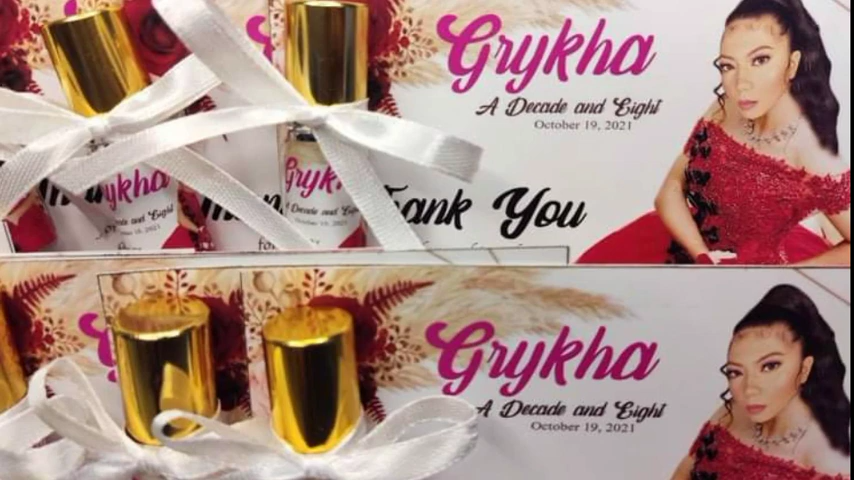 Grykha
A Decade and Eight
October 19, 2021
Thank You
Grykha
A Decade and Eight
October 19, 2021